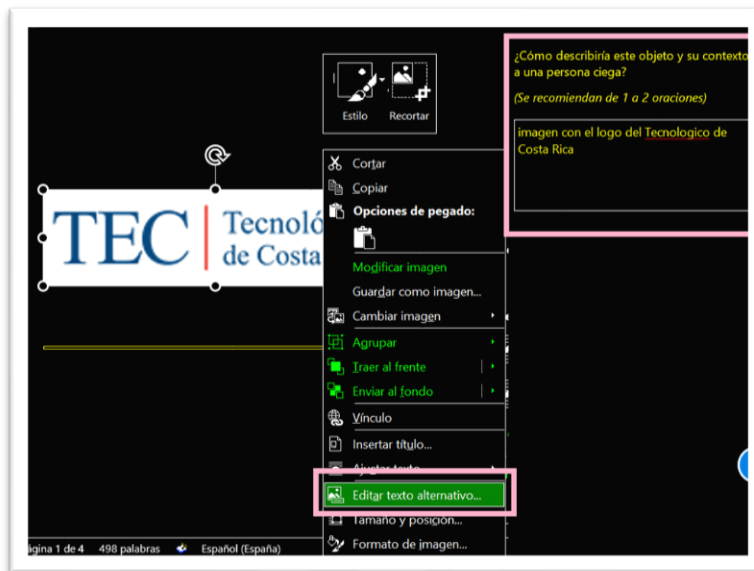 ¿Cómo describiría este objeto y su contexto
a una persona ciega?
(Se recomiendan de 1 a 2 oraciones)
imagen con el logo del Tecnologico de
Costa Rica
Estilo Recortar
TEC Tecnoló
de Costa
Cortar
Copiar
Opciones de pegado:
Modificar imagen
Guardar como imagen...
Cambiar imagen
Agrupar
Traer al frente
Enviar al fondo
Vínculo
Insertar título...
Ajustar texto
Editar texto alternativo...
Tamaño y posición...
Formato de imagen...
ágina 1 de 4 498 palabras Español (España)